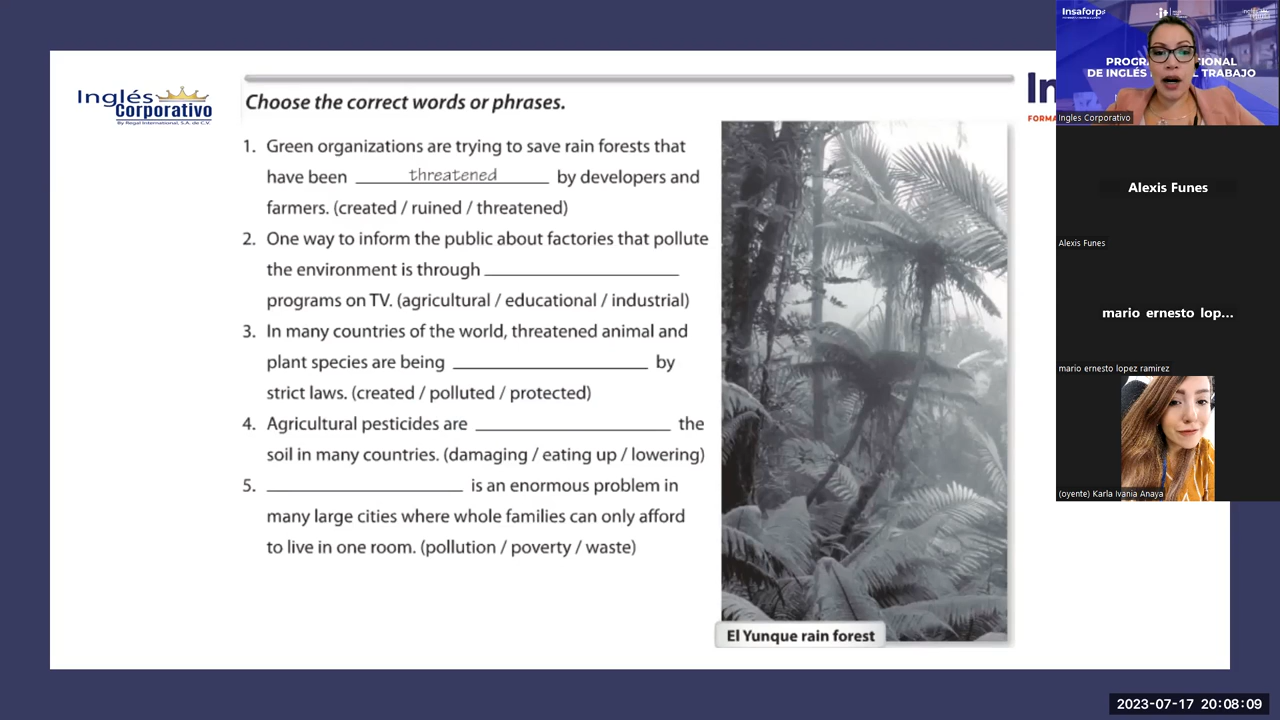 Inglés
Corporativo
By Regal International, S.A. de C.V.
Choose the correct words or phrases.
1. Green organizations are trying to save rain forests that
have been threatened by developers and
farmers. (created / ruined / threatened)
2. One way to inform the public about factories that pollute
the environment is through
programs on TV. (agricultural / educational / industrial)
3. In many countries of the world, threatened animal and
plant species are being by
strict laws. (created / polluted / protected)
4. Agricultural pesticides are the
soil in many countries. (damaging / eating up / lowering)
5. is an enormous problem in
many large cities where whole families can only afford
to live in one room. (pollution / poverty / waste)
El Yunque rain forest
In
FORMA
Insaforp
PROGR CIONAL
DE INGLÉS L TRABAJO
Ingles Corporativo
Alexis Funes
Alexis Funes
mario ernesto lop...
mario ernesto lopez ramirez
(oyente) Karla Ivania Anaya
2023-07-17 20:08:09